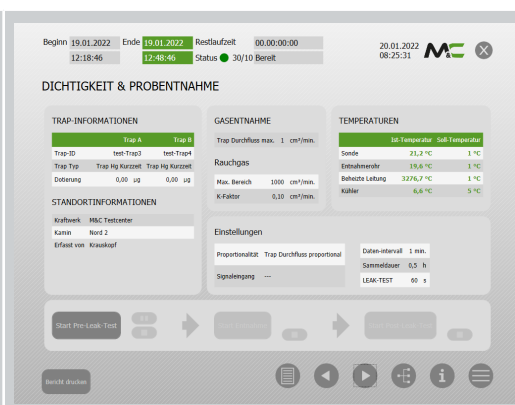 Beginn 19.01.2022 Ende 19.01.2022 Restlaufzeit 00.00:00:00
12:18:46 12:48:46 Status 30/10 Bereit
20.01.2022
08:25:31
M&C
DICHTIGKEIT & PROBENTNAHME
TRAP-INFORMATIONEN
Trap A Trap B
Trap-ID test-Trap3 test-Trap4
Trap Typ Trap Hg Kurzzeit Trap Hg Kurzzeit
Dotierung 0,00 µg 0,00 µg
STANDORTINFORMATIONEN
Kraftwerk M&C Testcenter
Kamin Nord 2
Erfasst von Krauskopf
GASENTNAHME
Trap Durchfluss max. 1 cm³/min.
Rauchgas
Max. Bereich 1000 cm³/min.
K-Faktor 0,10 cm³/min.
TEMPERATUREN
Ist-Temperatur Soll-Temperatur
Sonde 21,2 °C 1 °C
Entnahmerohr 19,6 °C 1 °C
Beheizte Leitung 3276,7 °C 1 °C
Kühler 6,6 °C 5 °C
Einstellungen
Proportionalität Trap Durchfluss proportional
Signaleingang ---
Daten-intervall 1 min.
Sammeldauer 0,5 h
LEAK-TEST 60 s
Start Pre-Leak-Test
Bericht drucken